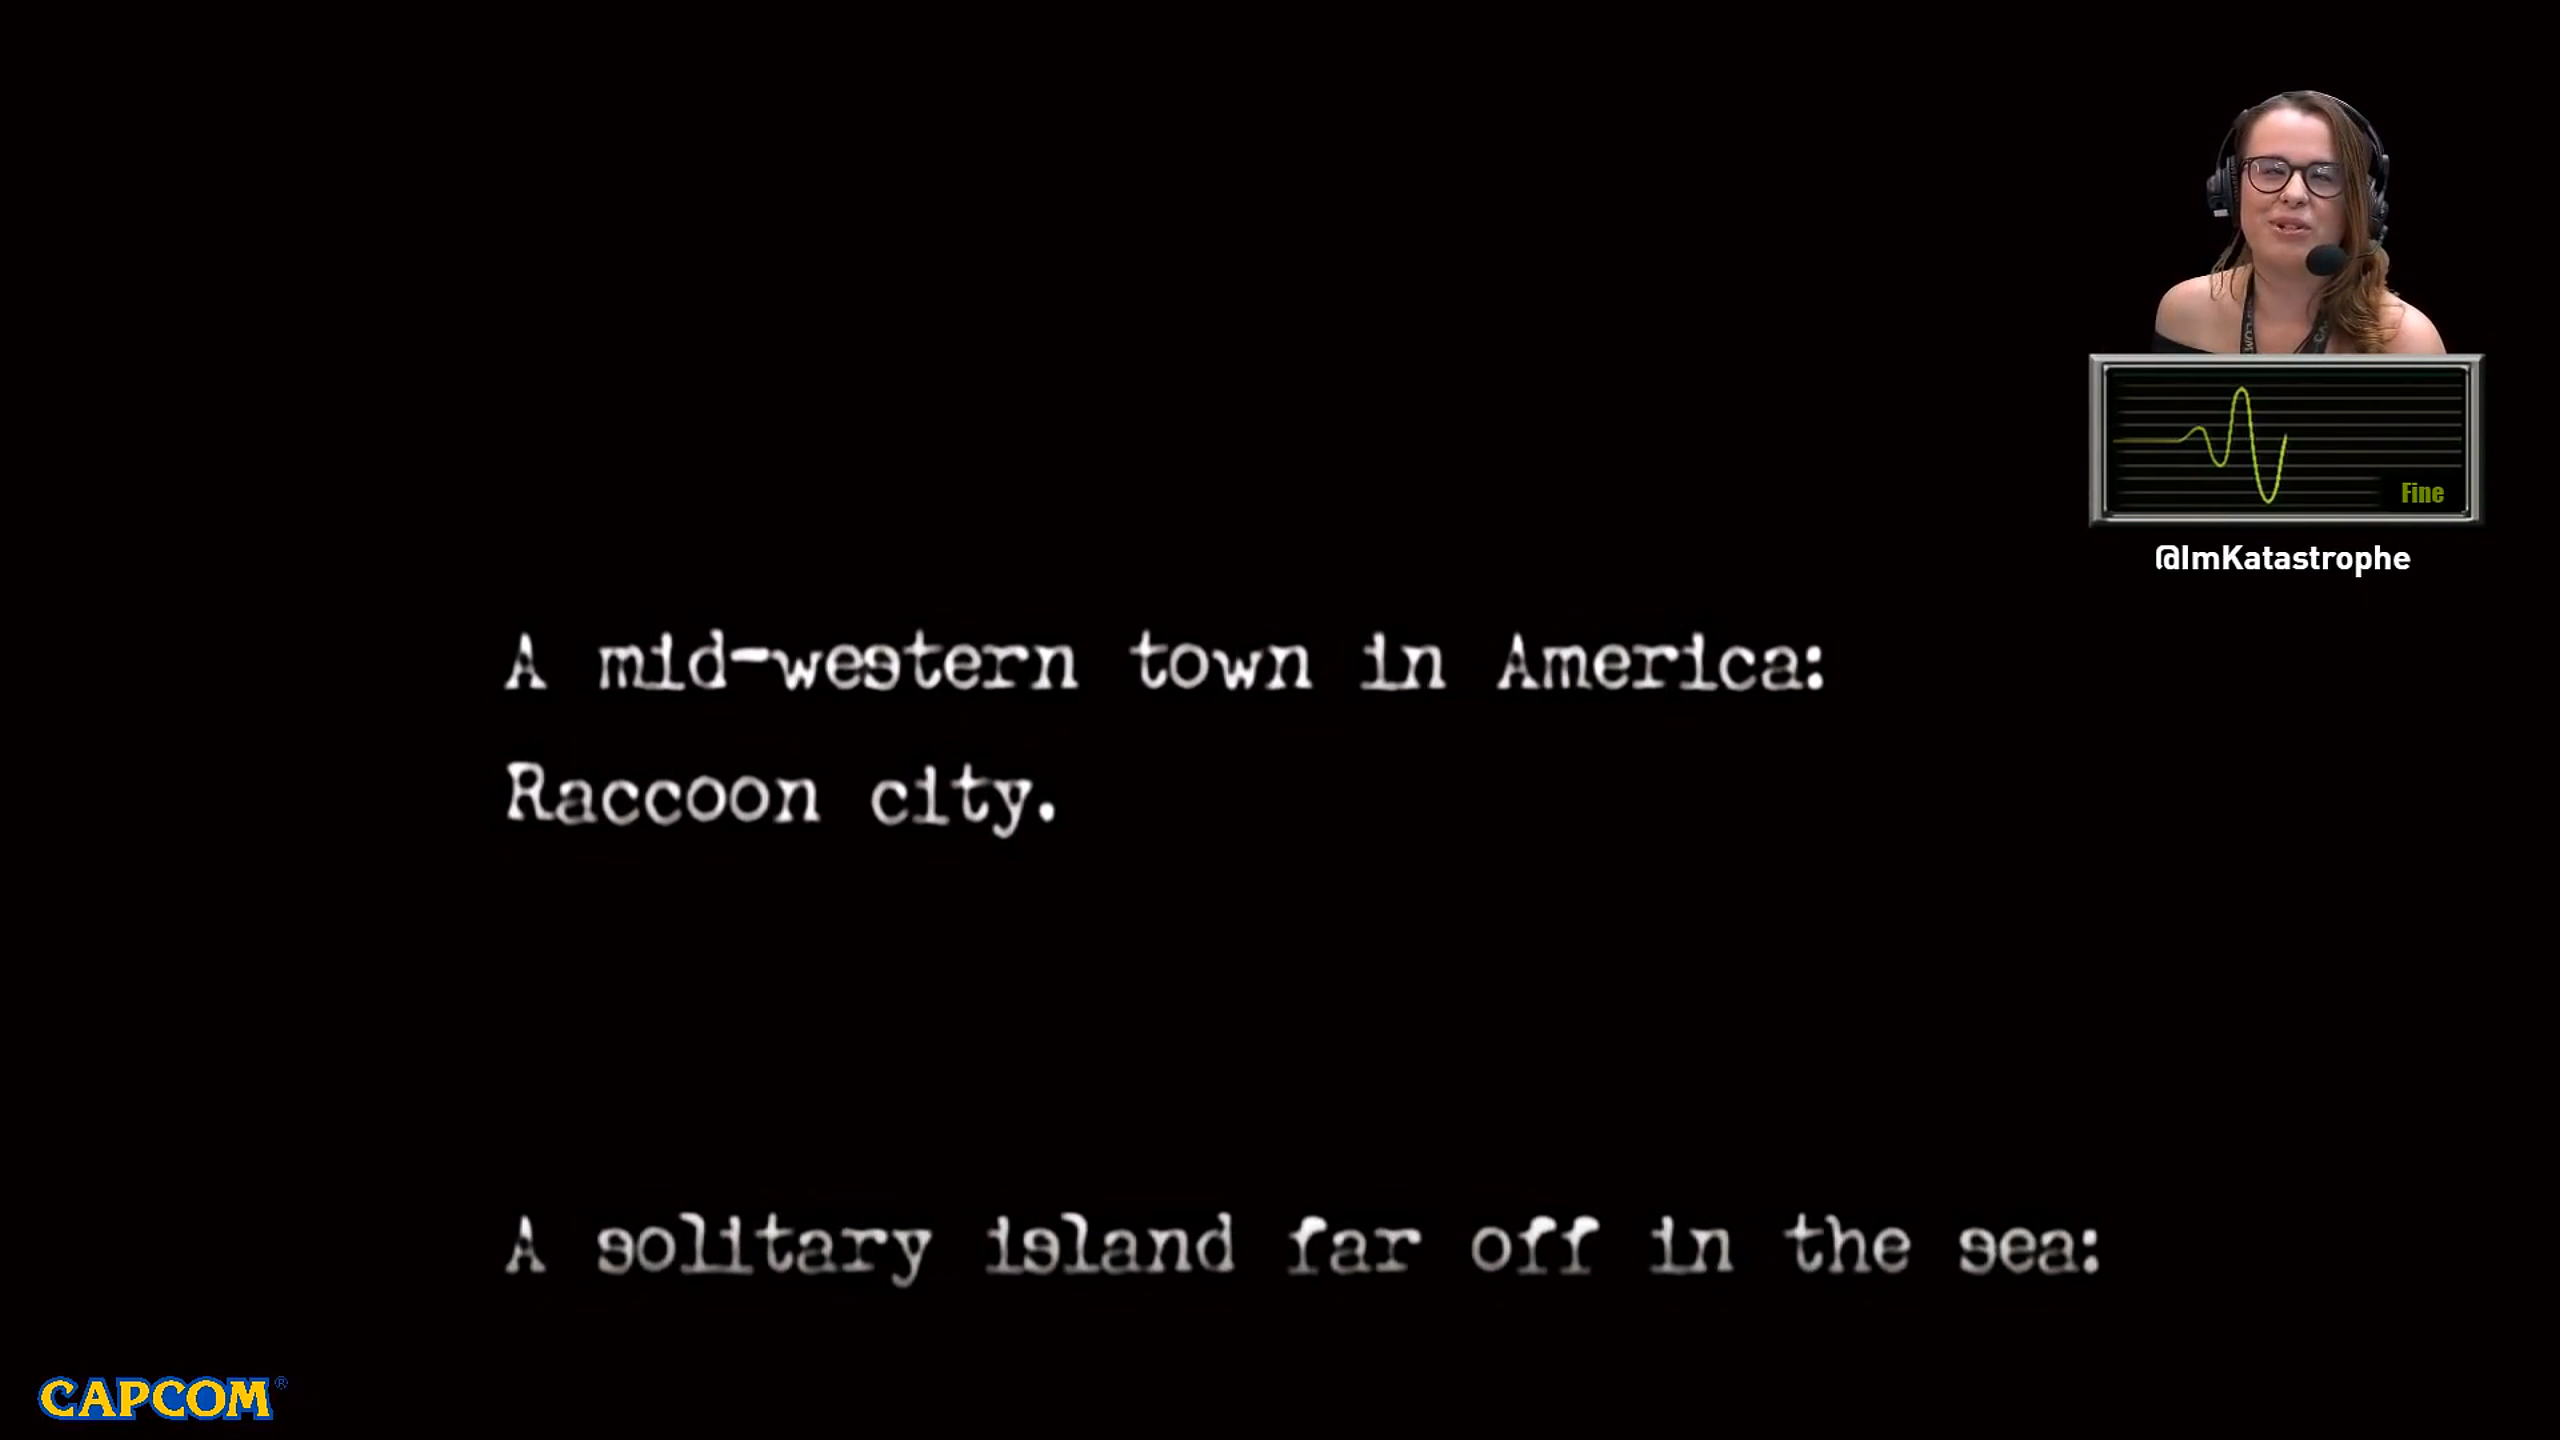 Fine
@ImKatastrophe
A mid-western town in America:
Raccoon city.
A solitary island far off in the sea:
CAPCOM®